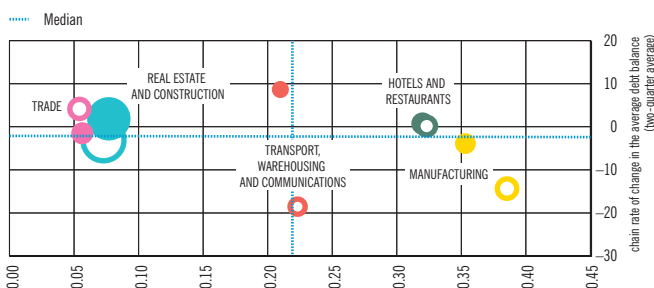 Median
20
10
0
−10
−20
−30
chain rate of change in the average debt balance
(two-quarter average)
TRADE
REAL ESTATE
AND CONSTRUCTION
HOTELS AND
RESTAURANTS
TRANSPORT,
WAREHOUSING
AND COMMUNICATIONS
MANUFACTURING
0.00
0.05
0.10
0.15
0.20
0.25
0.30
0.35
0.40
0.45